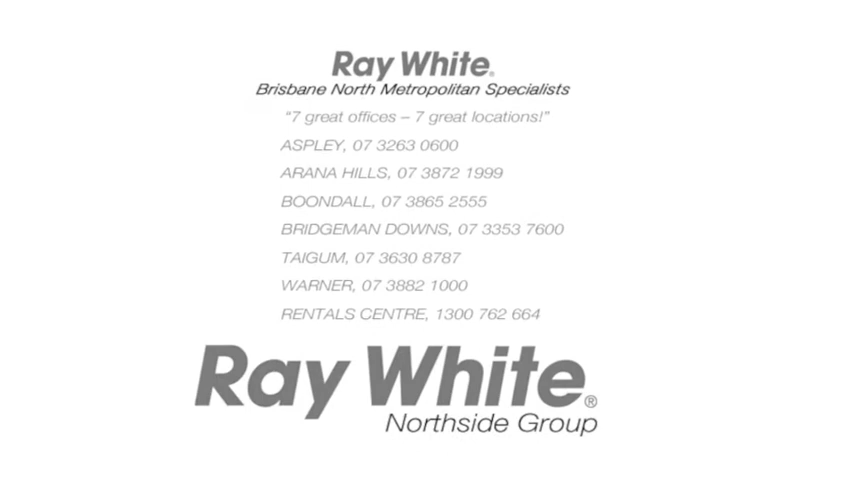 Ray White®
Brisbane North Metropolitan Specialists
“7 great offices – 7 great locations!”
ASPLEY, 07 3263 0600
ARANA HILLS, 07 3872 1999
BOONDALL, 07 3865 2555
BRIDGEMAN DOWNS, 07 3353 7600
TAIGUM, 07 3630 8787
WARNER, 07 3882 1000
RENTALS CENTRE, 1300 762 664
Ray White®
Northside Group